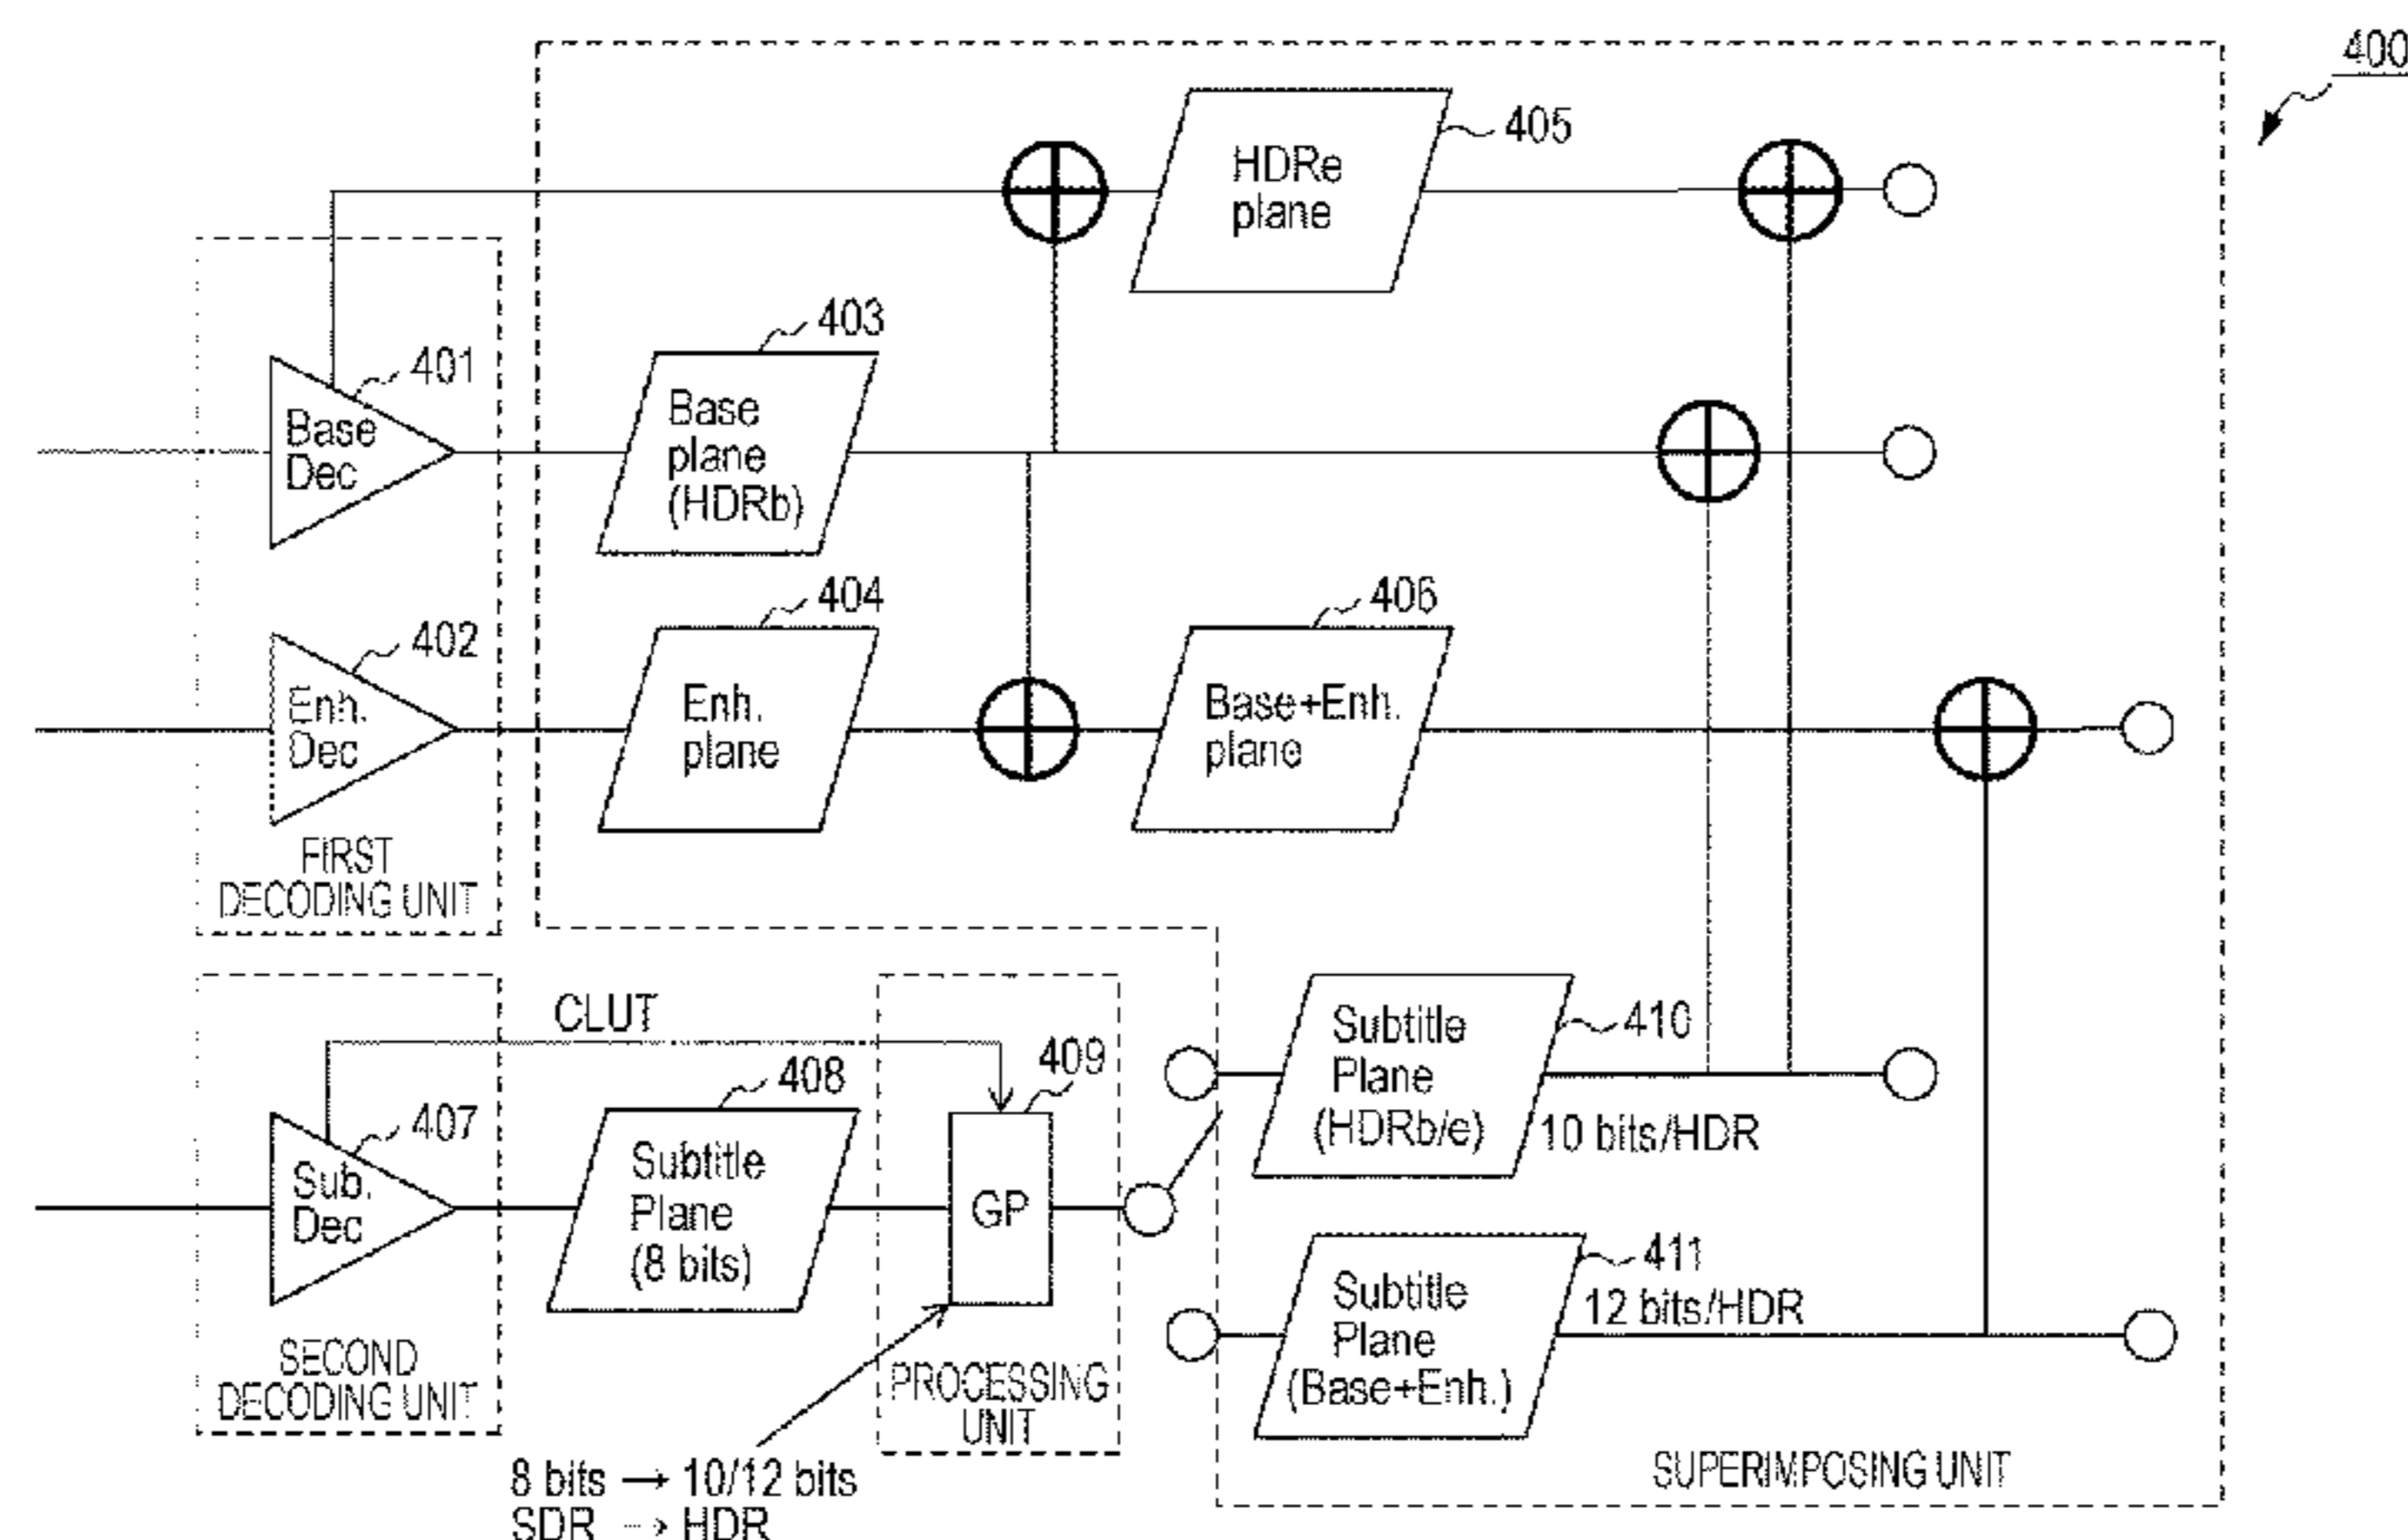 400
405
HDRe
plane
403
401
Base
plane
(HDRb)
Base
Dec
404
406
402
Enh.
plane
Base+Enh.
plane
Enh.
Dec
FIRST
DECODING UNIT
CLUT
409
408
410
Subtitle
Plane
(HDRb/e)
10 bits/HDR
407
Sub.
Dec
Subtitle
Plane
(8 bits)
GP
411
Subtitle
Plane
(Base+Enh.)
12 bits/HDR
SECOND
DECODING UNIT
PROCESSING
UNIT
SUPERIMPOSING UNIT
8 bits → 10/12 bits
SDR → HDR